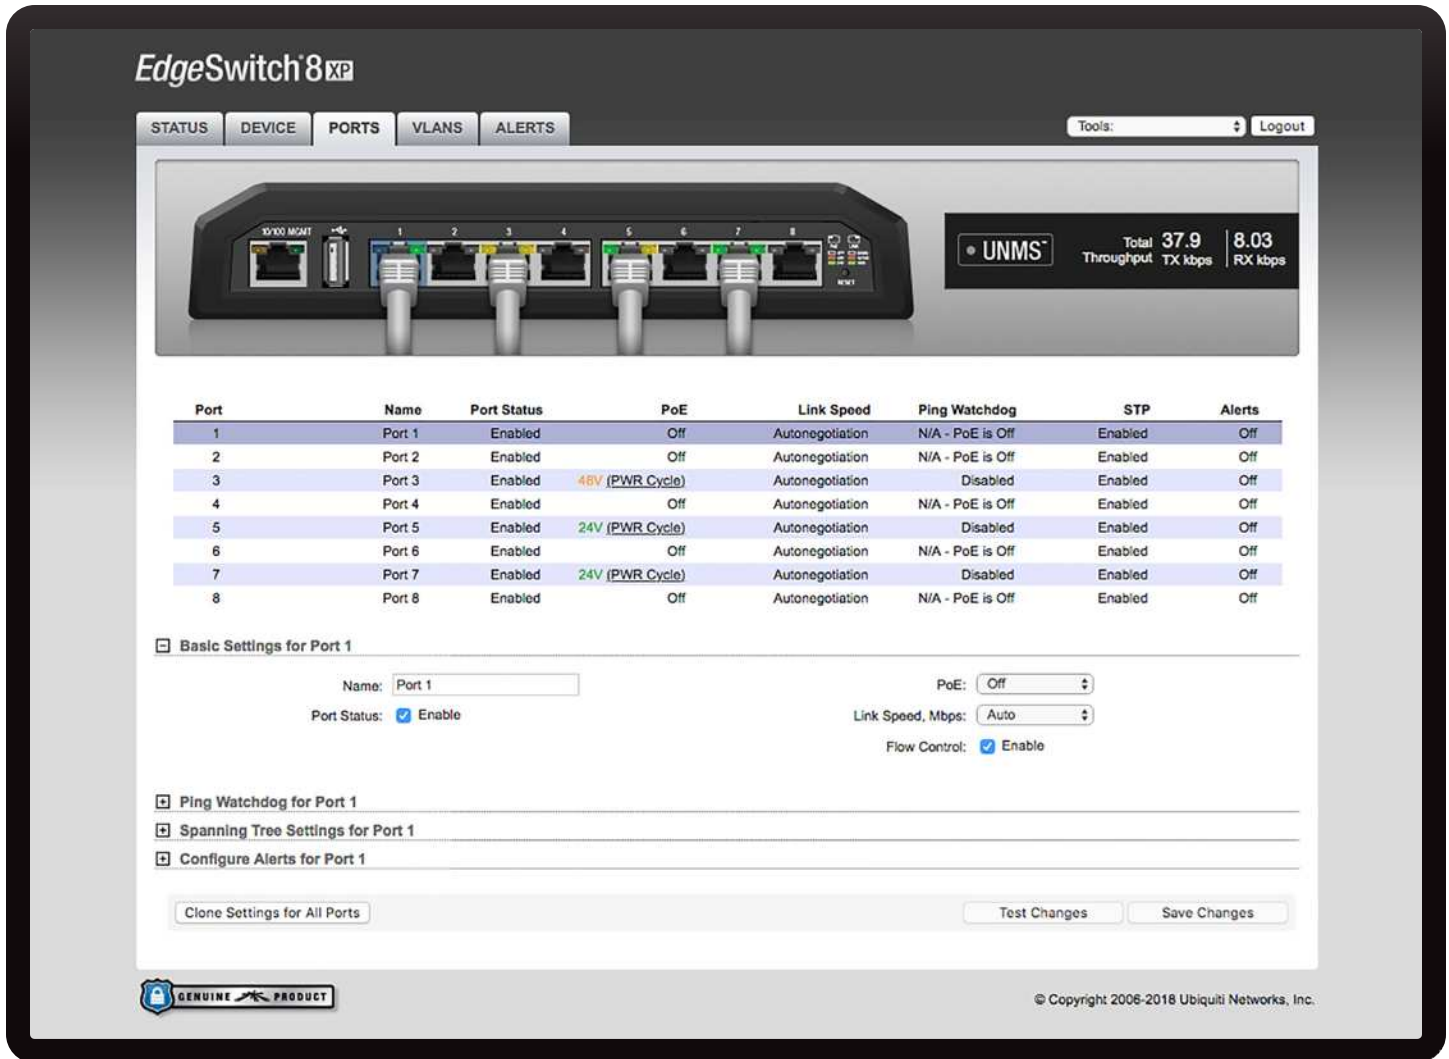 EdgeSwitch 8 XP
STATUS DEVICE PORTS VLANS ALERTS Tools: Logout
10/100 MGMT 1 2 3 4 5 6 7 8
RESET
UNMS
Total Throughput 37.9 TX kbps 8.03 RX kbps
Port Name Port Status PoE Link Speed Ping Watchdog STP Alerts
1 Port 1 Enabled Off Autonegotiation N/A - PoE is Off Enabled Off
2 Port 2 Enabled Off Autonegotiation N/A - PoE is Off Enabled Off
3 Port 3 Enabled 48V (PWR Cycle) Autonegotiation Disabled Enabled Off
4 Port 4 Enabled Off Autonegotiation N/A - PoE is Off Enabled Off
5 Port 5 Enabled 24V (PWR Cycle) Autonegotiation Disabled Enabled Off
6 Port 6 Enabled Off Autonegotiation N/A - PoE is Off Enabled Off
7 Port 7 Enabled 24V (PWR Cycle) Autonegotiation Disabled Enabled Off
8 Port 8 Enabled Off Autonegotiation N/A - PoE is Off Enabled Off
Basic Settings for Port 1
Name: Port 1 PoE: Off
Port Status: Enable Link Speed, Mbps: Auto
Flow Control: Enable
Ping Watchdog for Port 1
Spanning Tree Settings for Port 1
Configure Alerts for Port 1
Clone Settings for All Ports Test Changes Save Changes
GENUINE PRODUCT © Copyright 2006-2018 Ubiquiti Networks, Inc.